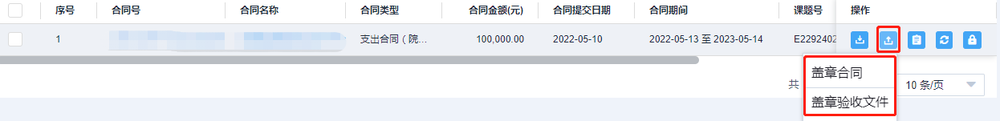 序号 合同号 合同名称 合同类型 合同金额(元) 合同提交日期 合同期间 课题号 操作
1 支出合同（院... 100,000.00 2022-05-10 2022-05-13 至 2023-05-14 E2292402
盖章合同
共 10 条/页
盖章验收文件